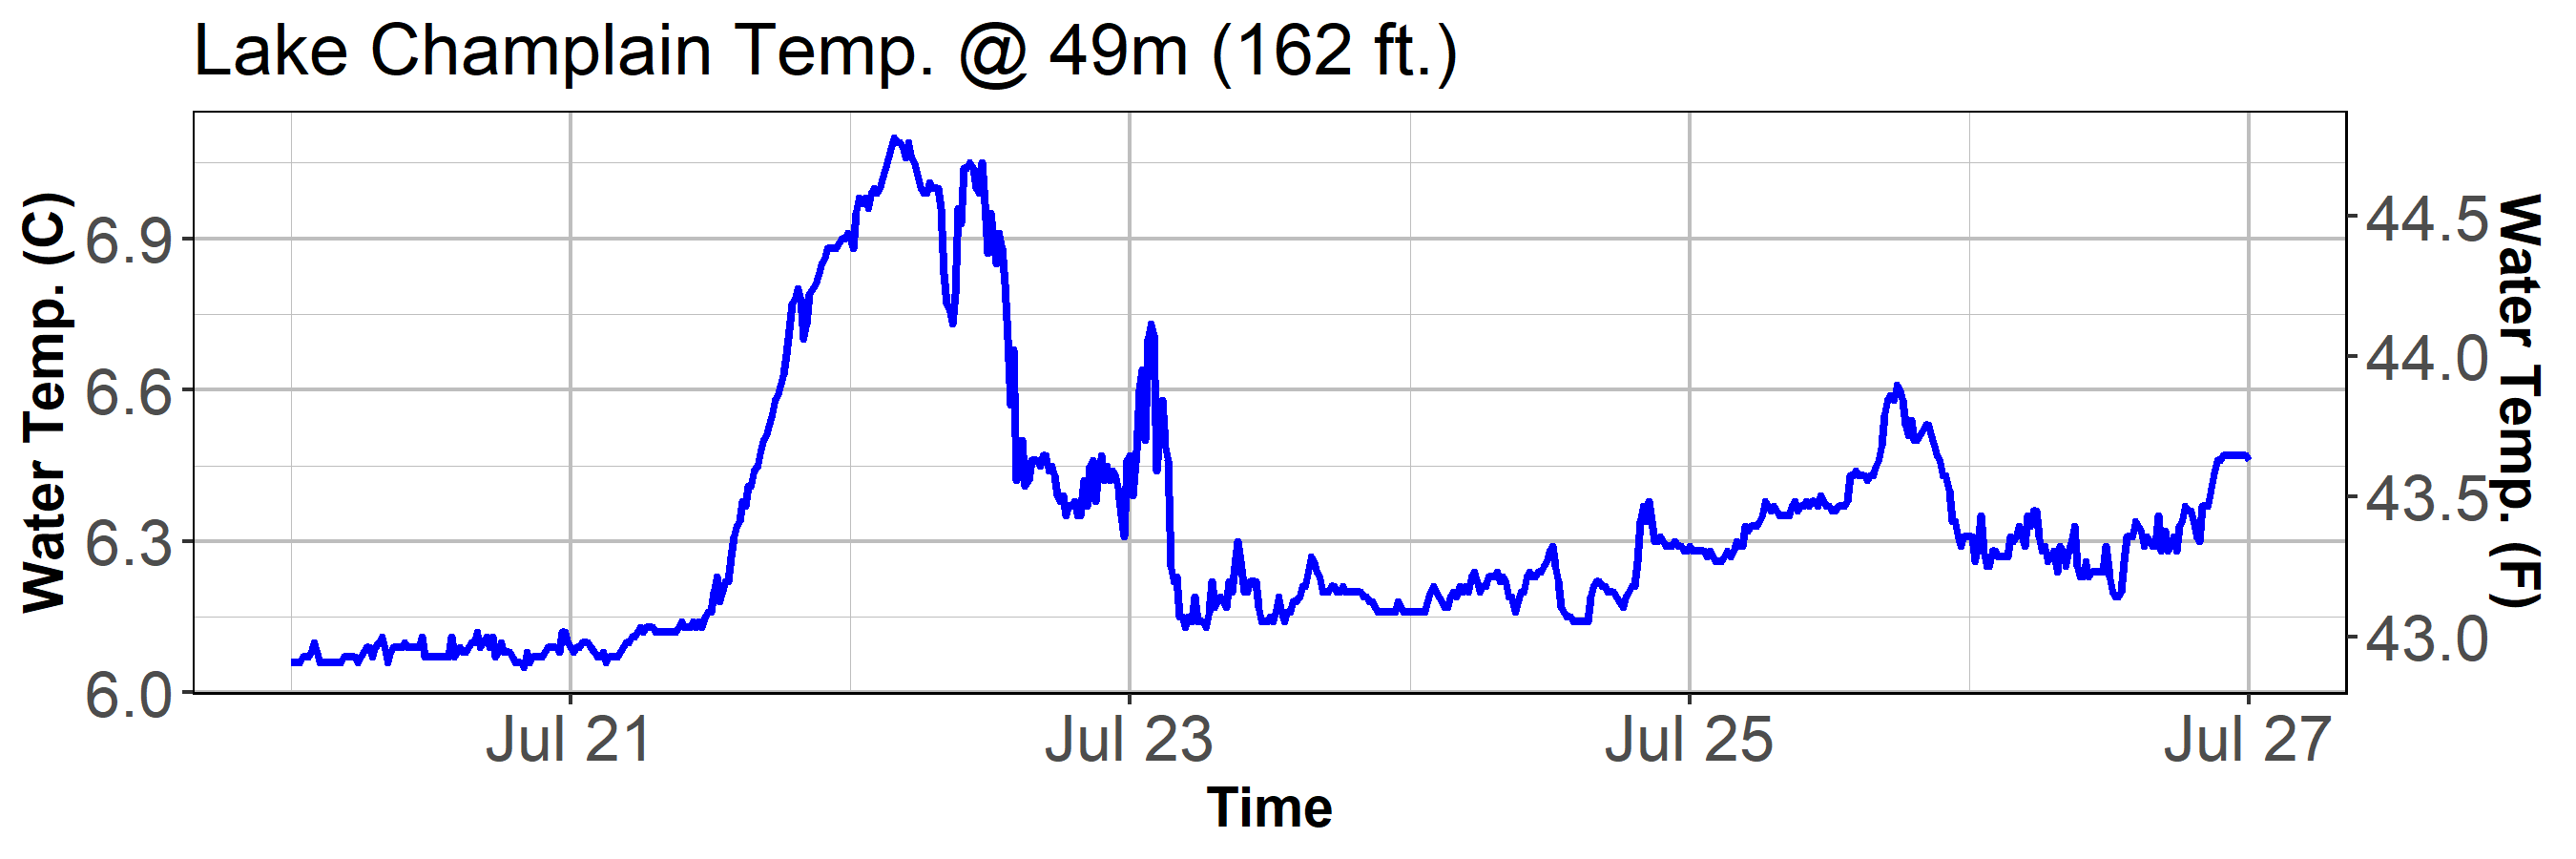 Lake Champlain Temp. @ 49m (162 ft.)
Water Temp. (C)
6.9
6.6
6.3
6.0
44.5
44.0
43.5
43.0
Water Temp. (F)
Jul 21 Jul 23 Jul 25 Jul 27
Time